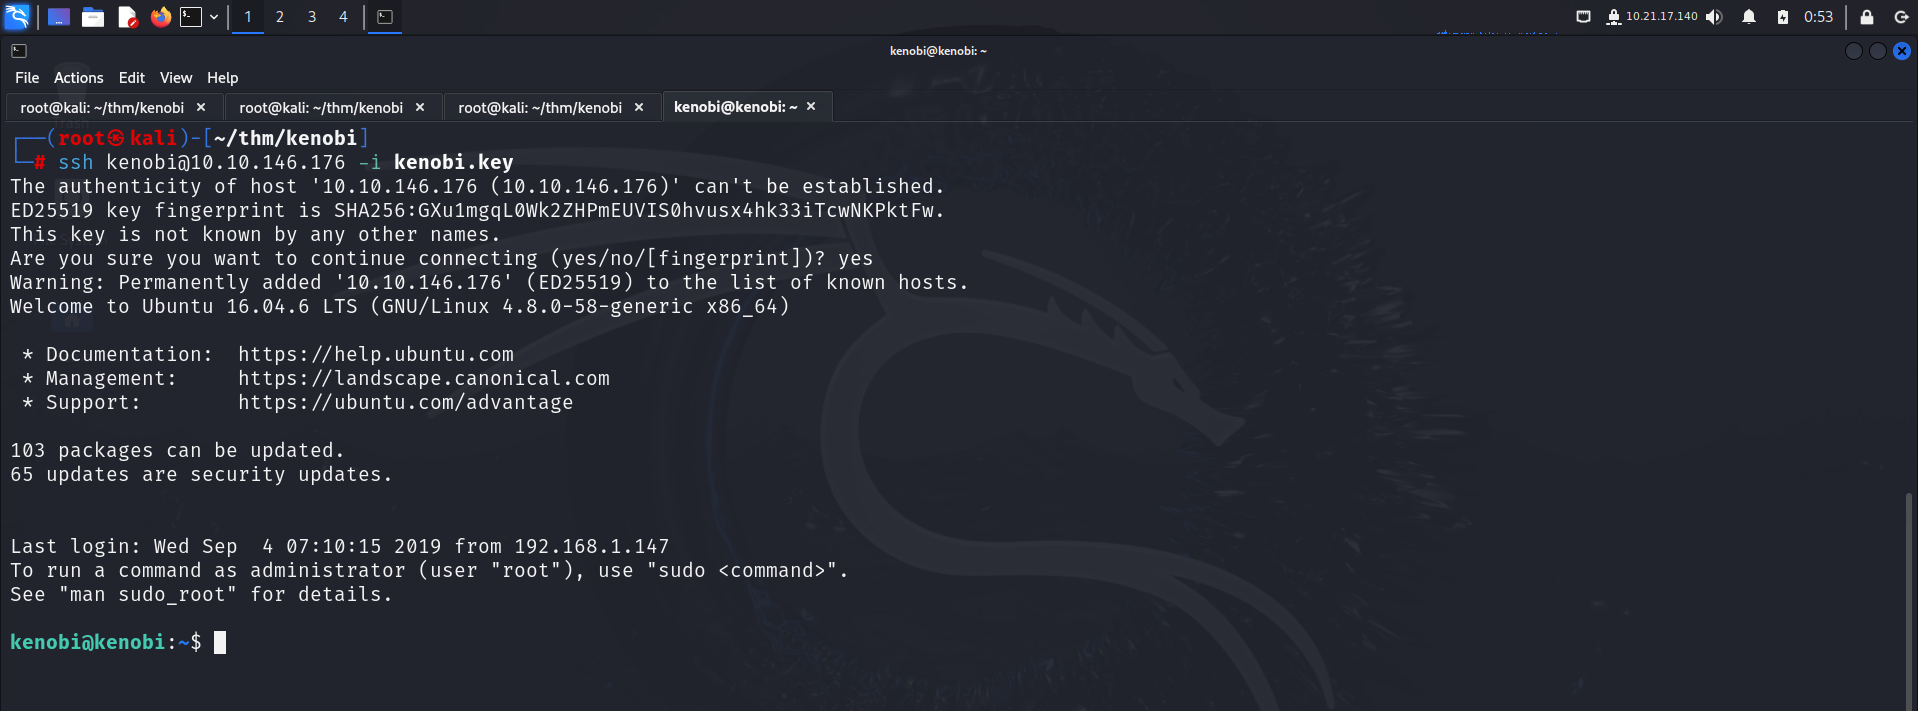 1 2 3 4
10.21.17.140 0:53
kenobi@kenobi: ~
File Actions Edit View Help
root@kali: ~/thm/kenobi × root@kali: ~/thm/kenobi × root@kali: ~/thm/kenobi × kenobi@kenobi: ~ ×
┌──(root㉿kali)-[~/thm/kenobi]
└─# ssh kenobi@10.10.146.176 -i kenobi.key
The authenticity of host '10.10.146.176 (10.10.146.176)' can't be established.
ED25519 key fingerprint is SHA256:GXu1mgqL0Wk2ZHPmEUVIS0hvusx4hk33iTcwNKPktFw.
This key is not known by any other names.
Are you sure you want to continue connecting (yes/no/[fingerprint])? yes
Warning: Permanently added '10.10.146.176' (ED25519) to the list of known hosts.
Welcome to Ubuntu 16.04.6 LTS (GNU/Linux 4.8.0-58-generic x86_64)
* Documentation: https://help.ubuntu.com
* Management: https://landscape.canonical.com
* Support: https://ubuntu.com/advantage
103 packages can be updated.
65 updates are security updates.
Last login: Wed Sep  4 07:10:15 2019 from 192.168.1.147
To run a command as administrator (user "root"), use "sudo <command>".
See "man sudo_root" for details.
kenobi@kenobi:~$